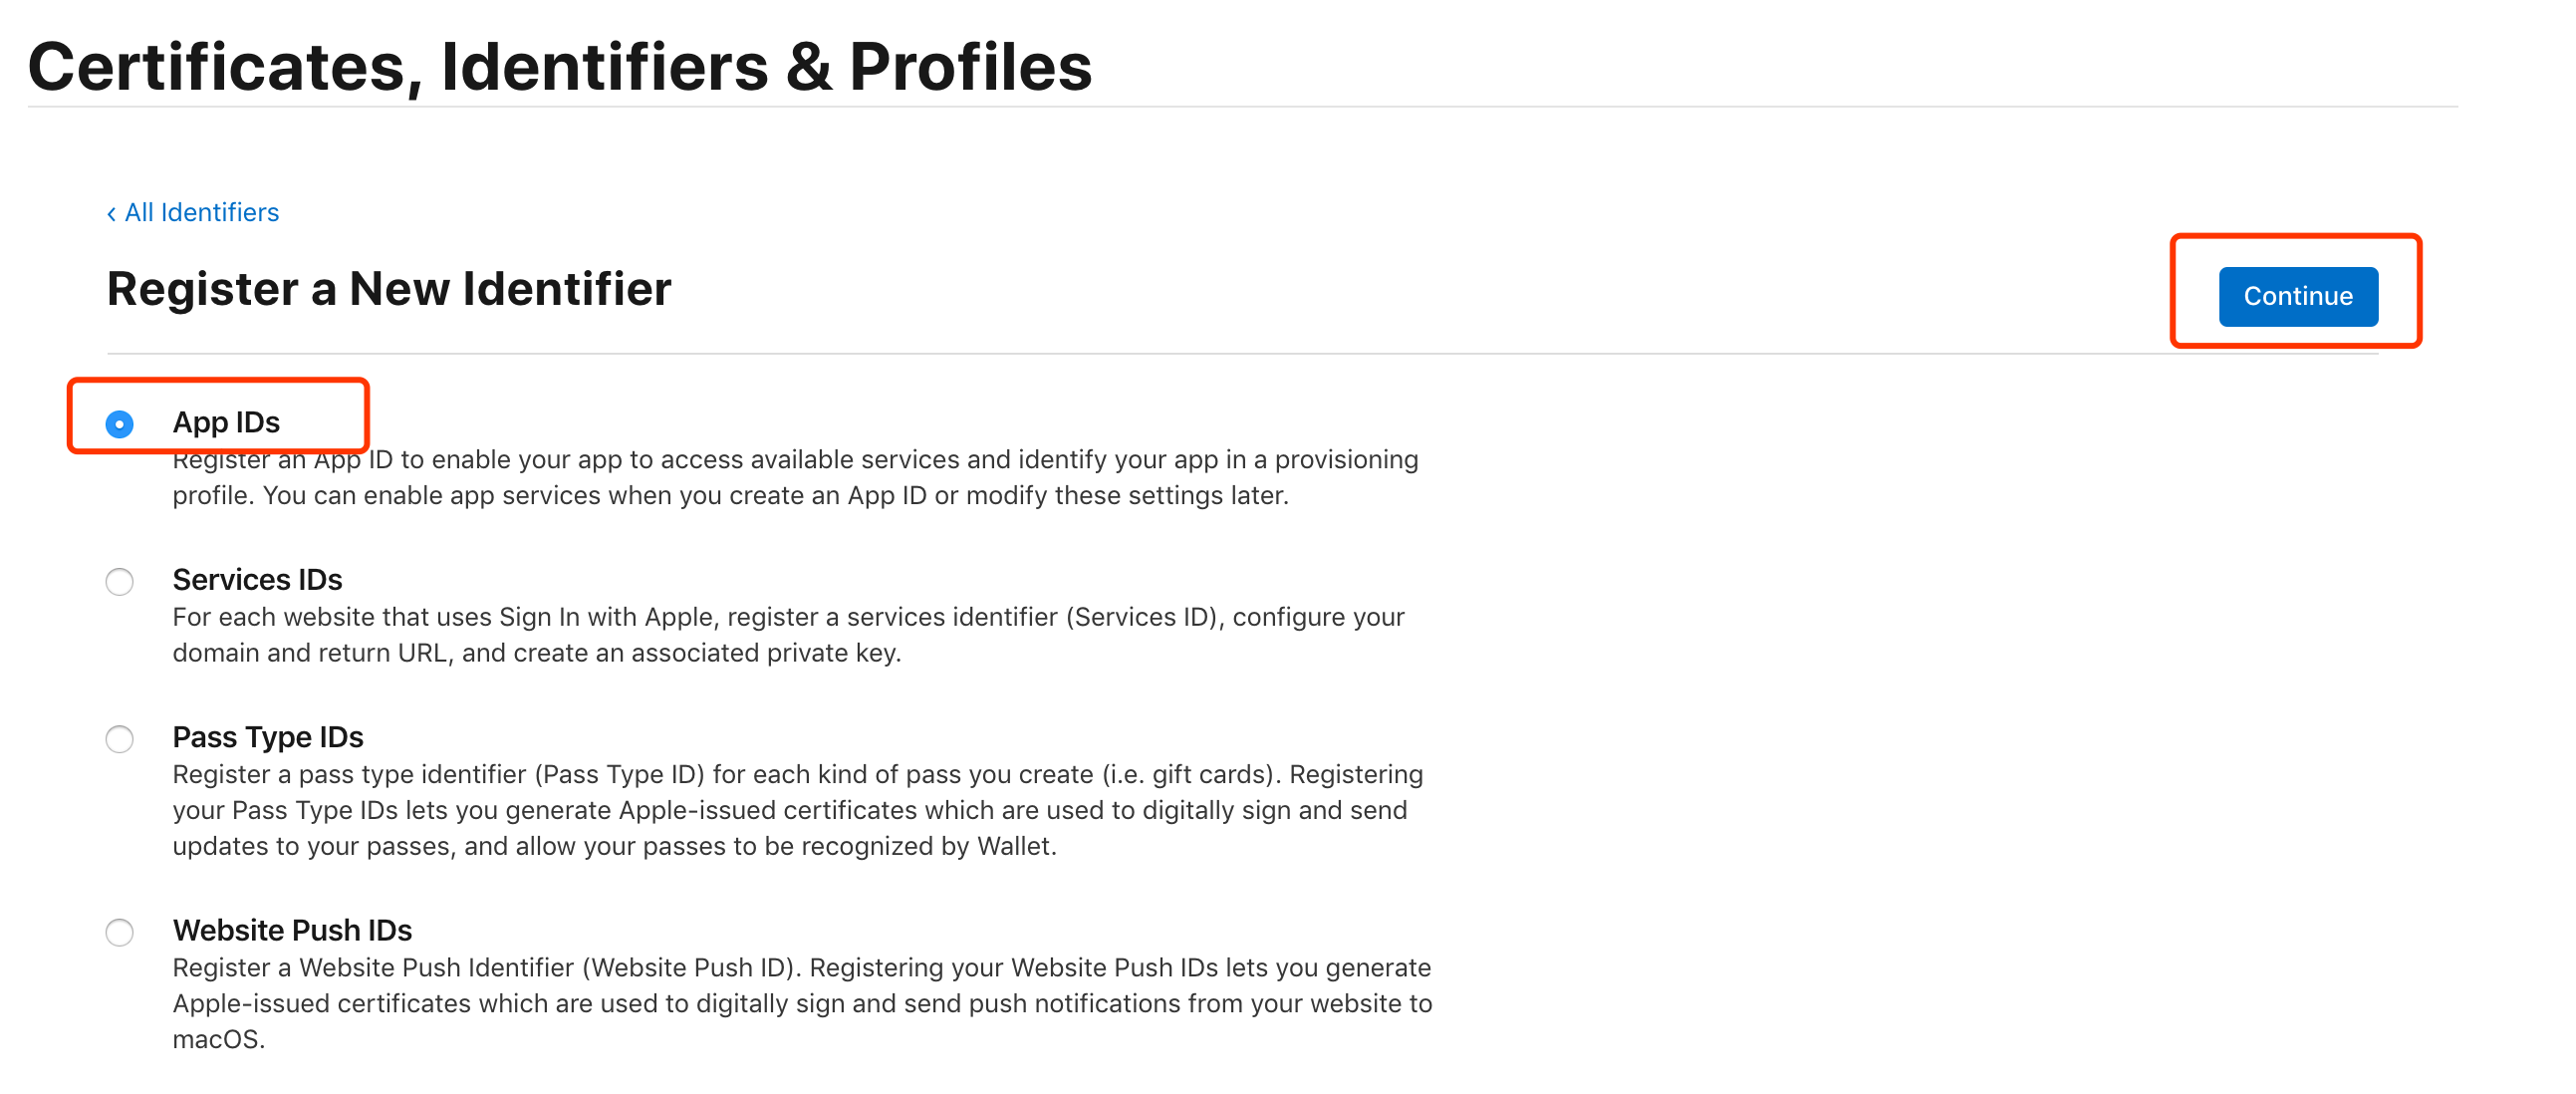 Certificates, Identifiers & Profiles
‹ All Identifiers
Register a New Identifier
Continue
App IDs
Register an App ID to enable your app to access available services and identify your app in a provisioning
profile. You can enable app services when you create an App ID or modify these settings later.
Services IDs
For each website that uses Sign In with Apple, register a services identifier (Services ID), configure your
domain and return URL, and create an associated private key.
Pass Type IDs
Register a pass type identifier (Pass Type ID) for each kind of pass you create (i.e. gift cards). Registering
your Pass Type IDs lets you generate Apple-issued certificates which are used to digitally sign and send
updates to your passes, and allow your passes to be recognized by Wallet.
Website Push IDs
Register a Website Push Identifier (Website Push ID). Registering your Website Push IDs lets you generate
Apple-issued certificates which are used to digitally sign and send push notifications from your website to
macOS.